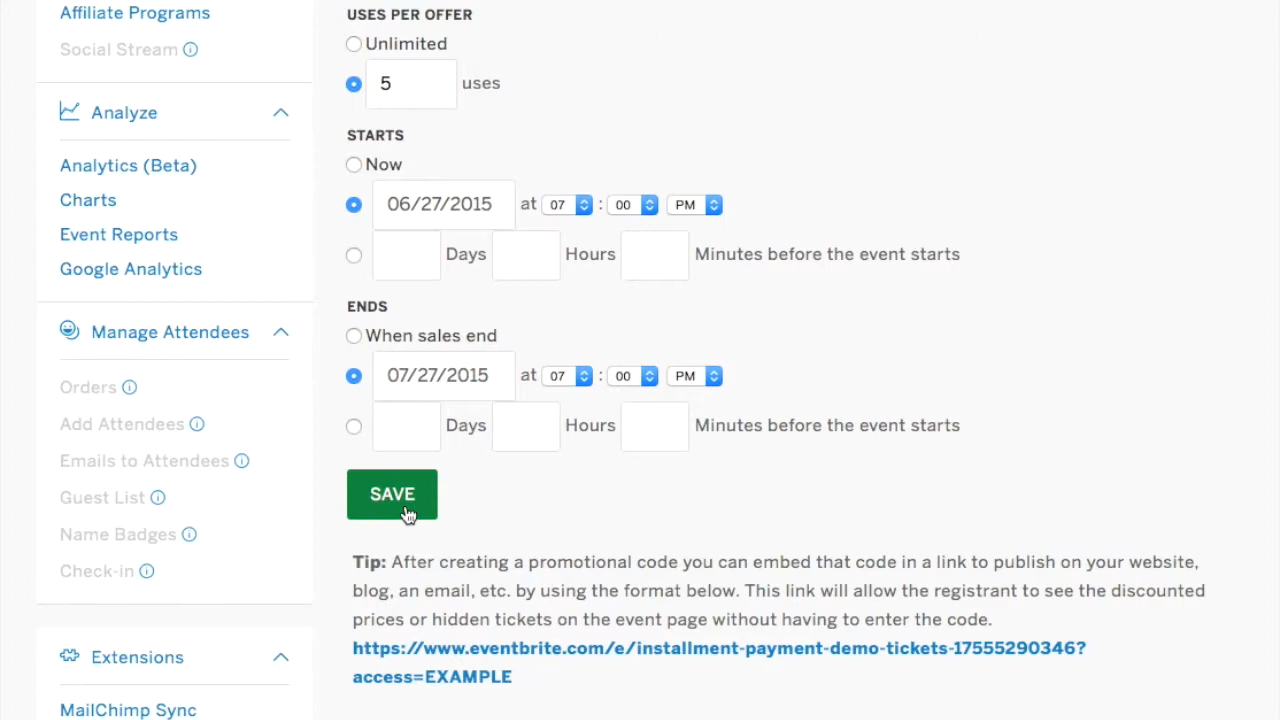 Affiliate Programs
Social Stream
Analyze
Analytics (Beta)
Charts
Event Reports
Google Analytics
Manage Attendees
Orders
Add Attendees
Emails to Attendees
Guest List
Name Badges
Check-in
Extensions
MailChimp Sync
USES PER OFFER
Unlimited
5 uses
STARTS
Now
06/27/2015 at 07 : 00 PM
Days Hours Minutes before the event starts
ENDS
When sales end
07/27/2015 at 07 : 00 PM
Days Hours Minutes before the event starts
SAVE
Tip: After creating a promotional code you can embed that code in a link to publish on your website,
blog, an email, etc. by using the format below. This link will allow the registrant to see the discounted
prices or hidden tickets on the event page without having to enter the code.
https://www.eventbrite.com/e/installment-payment-demo-tickets-17555290346?
access=EXAMPLE